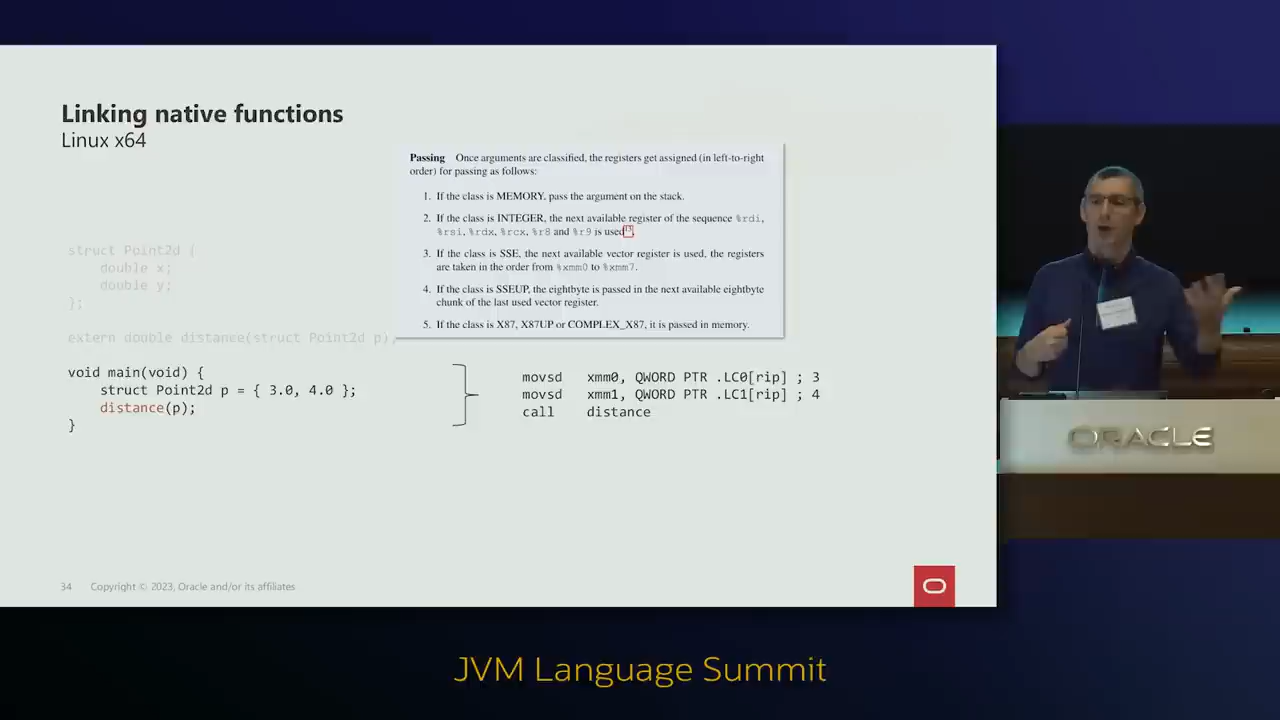 Linking native functions
Linux x64
Passing Once arguments are classified, the registers get assigned (in left-to-right
order) for passing as follows:
1. If the class is MEMORY, pass the argument on the stack.
2. If the class is INTEGER, the next available register of the sequence %rdi,
%rsi, %rdx, %rcx, %r8 and %r9 is used
3. If the class is SSE, the next available vector register is used, the registers
are taken in the order from %xmm0 to %xmm7.
4. If the class is SSEUP, the eightbyte is passed in the next available eightbyte
chunk of the last used vector register.
5. If the class is X87, X87UP or COMPLEX_X87, it is passed in memory.
struct Point2d {
double x;
double y;
};
extern double distance(struct Point2d p);
void main(void) {
struct Point2d p = { 3.0, 4.0 };
distance(p);
}
movsd xmm0, QWORD PTR .LC0[rip] ; 3
movsd xmm1, QWORD PTR .LC1[rip] ; 4
call distance
34 Copyright © 2023, Oracle and/or its affiliates
ORACLE
JVM Language Summit